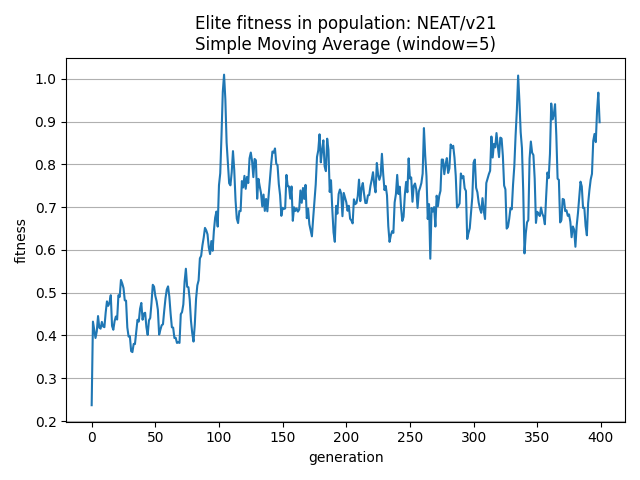 Elite fitness in population: NEAT/v21
Simple Moving Average (window=5)
1.0
0.9
0.8
0.7
0.6
0.5
0.4
0.3
0.2
fitness
0 50 100 150 200 250 300 350 400
generation